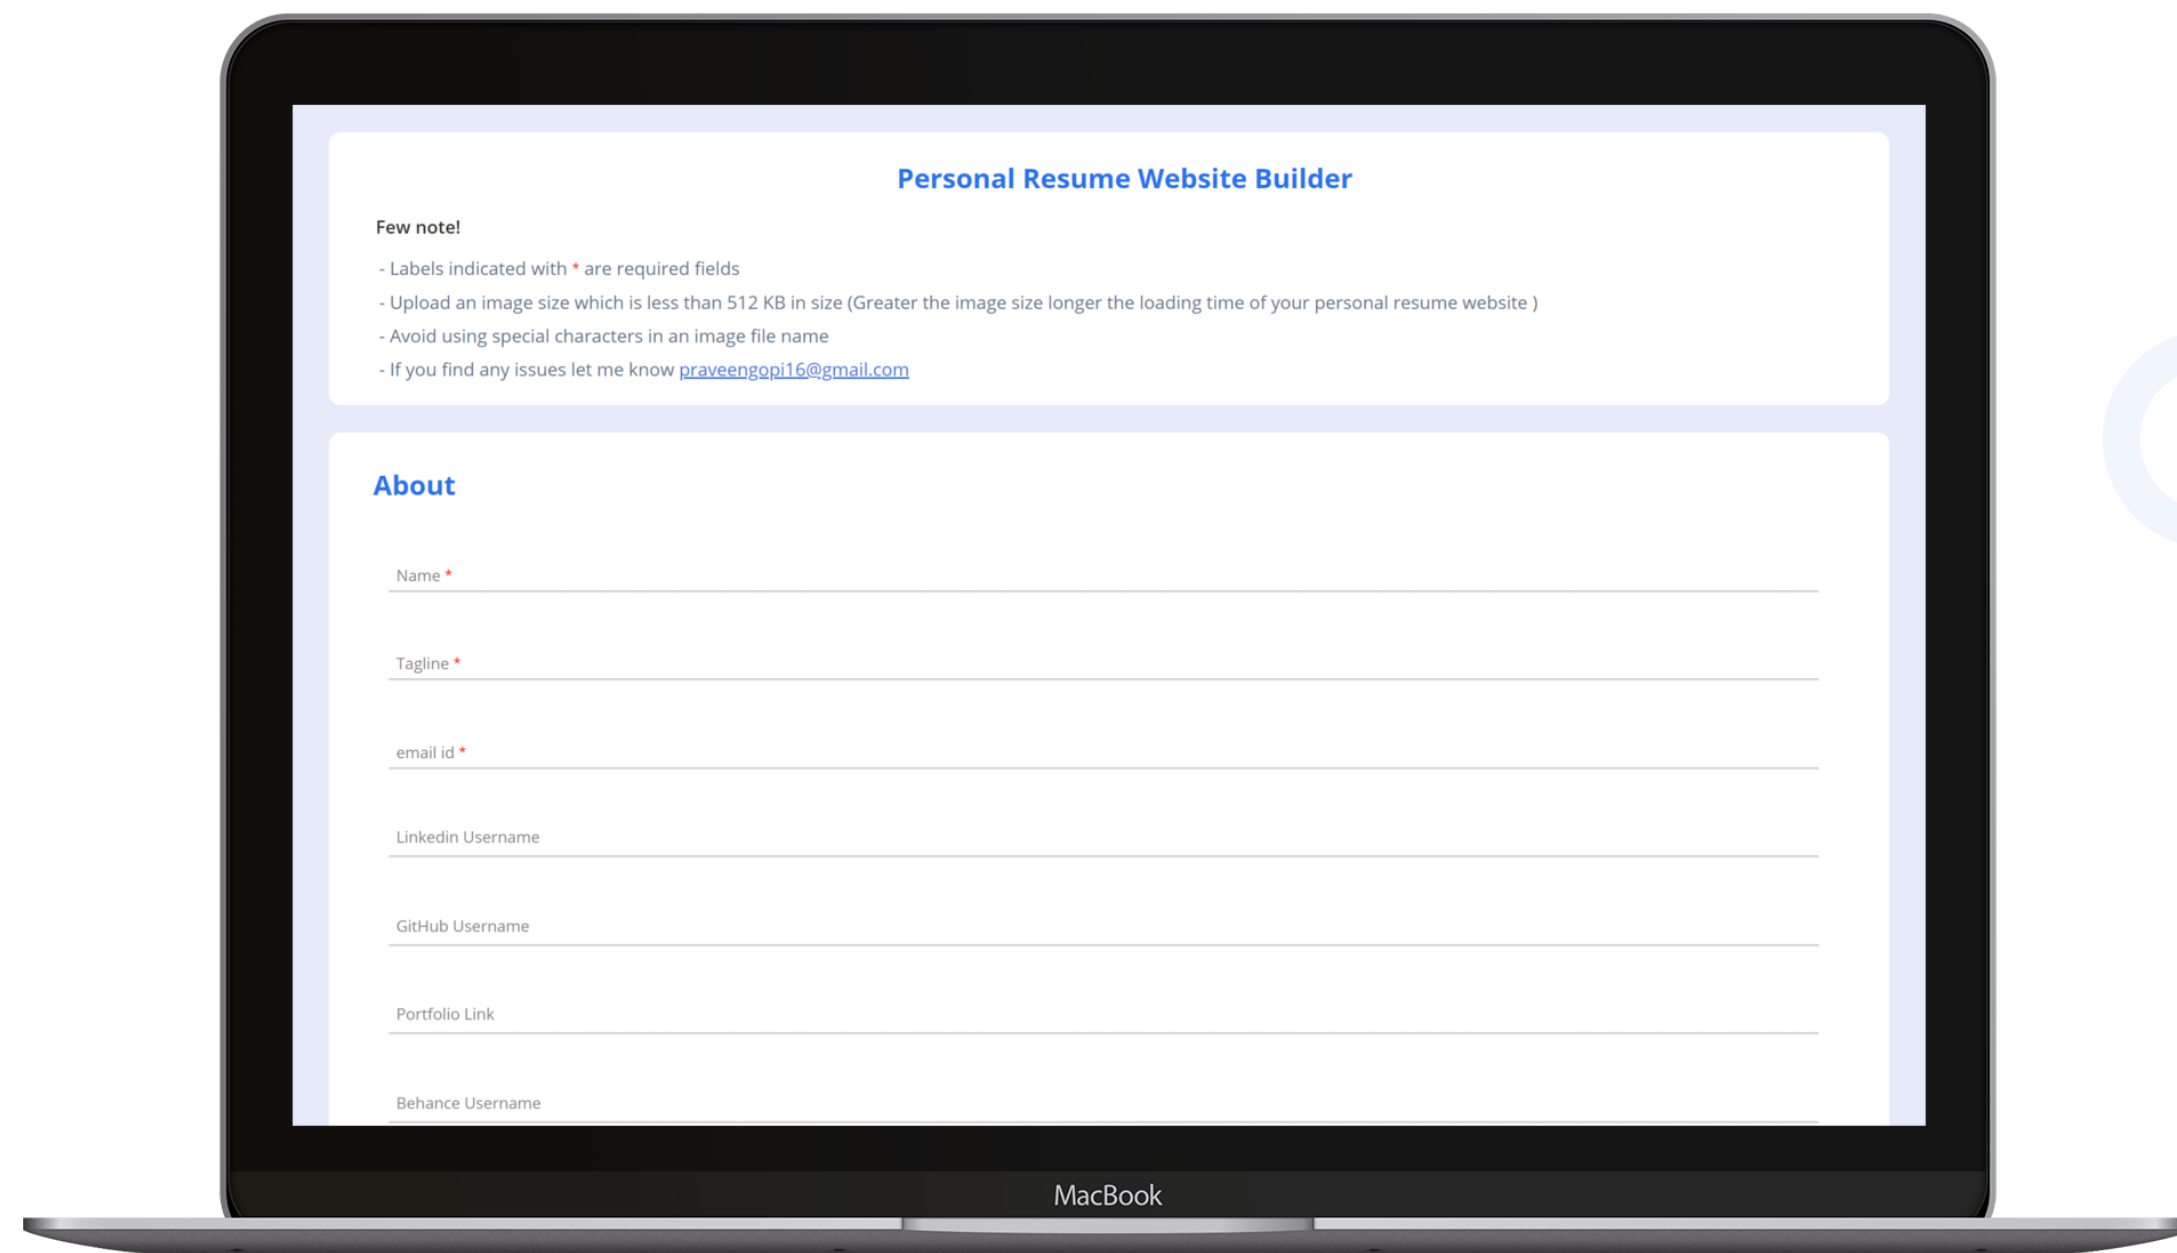 Personal Resume Website Builder
Few note!
- Labels indicated with * are required fields
- Upload an image size which is less than 512 KB in size (Greater the image size longer the loading time of your personal resume website )
- Avoid using special characters in an image file name
- If you find any issues let me know praveengopi16@gmail.com
About
Name *
Tagline *
email id *
Linkedin Username
GitHub Username
Portfolio Link
Behance Username
MacBook